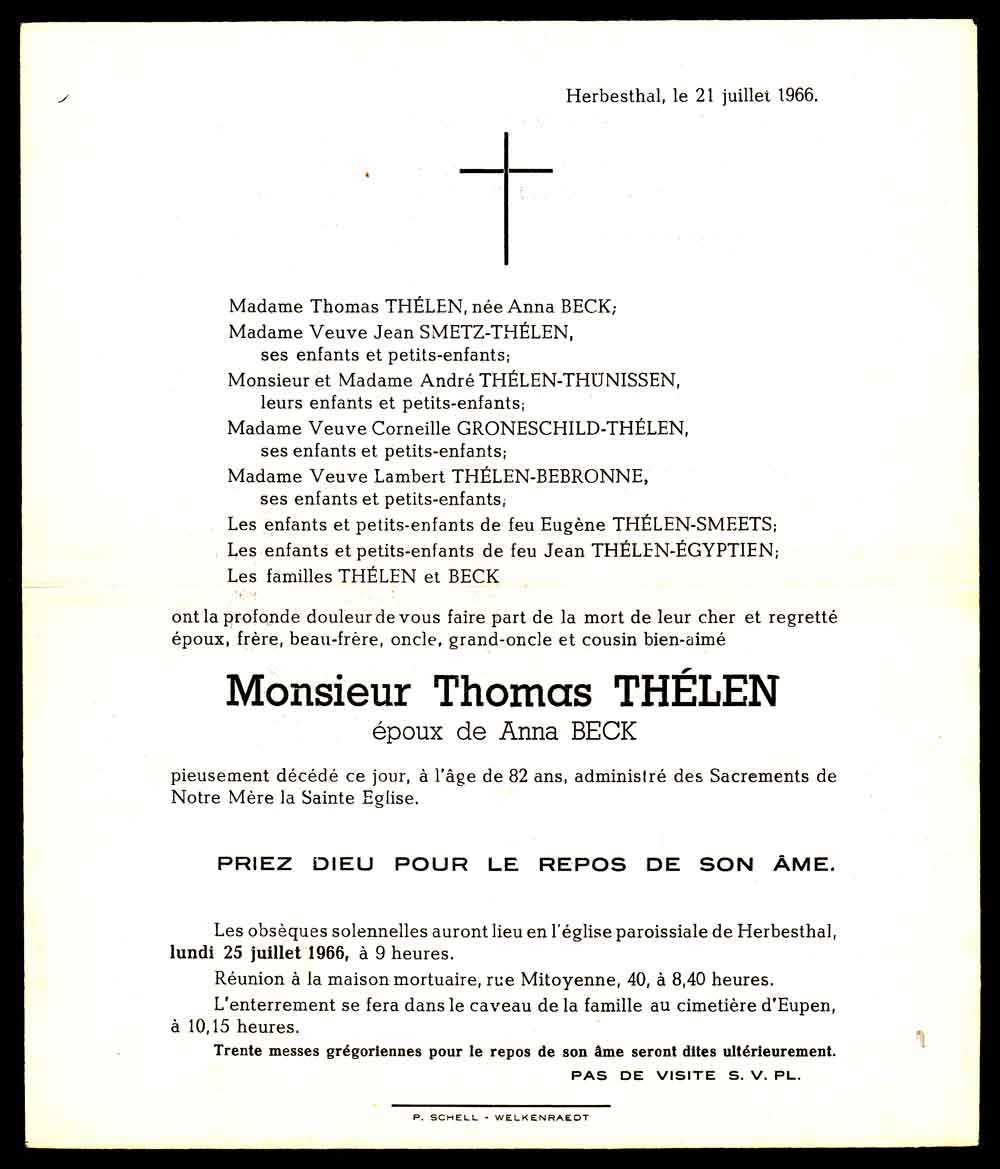 Herbesthal, le 21 juillet 1966.
Madame Thomas THÉLEN, née Anna BECK;
Madame Veuve Jean SMETZ-THÉLEN,
ses enfants et petits-enfants;
Monsieur et Madame André THÉLEN-THÜNISSEN,
leurs enfants et petits-enfants;
Madame Veuve Corneille GRONESCHILD-THÉLEN,
ses enfants et petits-enfants;
Madame Veuve Lambert THÉLEN-BEBRONNE,
ses enfants et petits-enfants;
Les enfants et petits-enfants de feu Eugène THÉLEN-SMEETS;
Les enfants et petits-enfants de feu Jean THÉLEN-ÉGYPTIEN;
Les familles THÉLEN et BECK
ont la profonde douleur de vous faire part de la mort de leur cher et regretté
époux, frère, beau-frère, oncle, grand-oncle et cousin bien-aimé
Monsieur Thomas THÉLEN
époux de Anna BECK
pieusement décédé ce jour, à l'âge de 82 ans, administré des Sacrements de
Notre Mère la Sainte Eglise.
PRIEZ DIEU POUR LE REPOS DE SON ÂME.
Les obsèques solennelles auront lieu en l'église paroissiale de Herbesthal,
lundi 25 juillet 1966, à 9 heures.
Réunion à la maison mortuaire, rue Mitoyenne, 40, à 8,40 heures.
L'enterrement se fera dans le caveau de la famille au cimetière d'Eupen,
à 10,15 heures.
Trente messes grégoriennes pour le repos de son âme seront dites ultérieurement.
PAS DE VISITE S. V. PL.
P. SCHELL - WELKENRAEDT